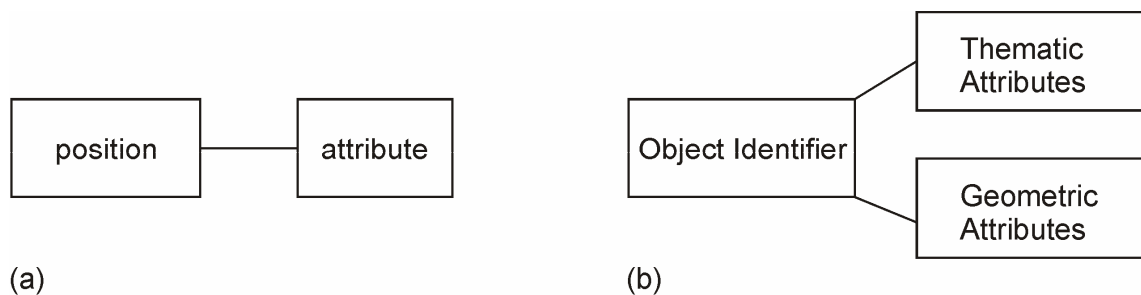 position
attribute
(a)
Object Identifier
Thematic
Attributes
Geometric
Attributes
(b)